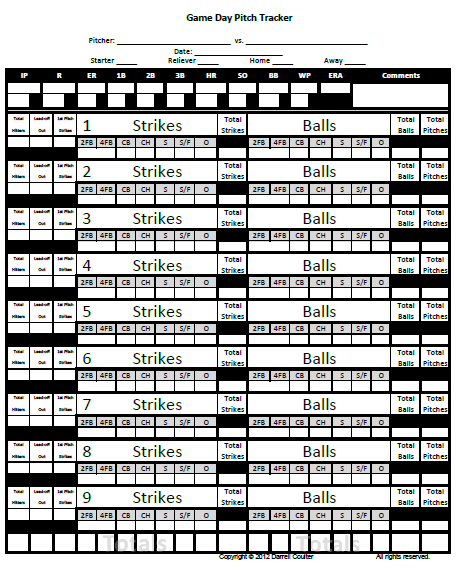 Game Day Pitch Tracker
Pitcher: vs.
Date:
Starter Reliever Home Away
IP R ER 1B 2B 3B HR SO BB WP ERA Comments
Total Hitters Lead-off Out 1st Pitch Strikes 1 Strikes Total Strikes Balls Total Balls Total Pitches
2FB 4FB CB CH S S/F O 2FB 4FB CB CH S S/F O
Total Hitters Lead-off Out 1st Pitch Strikes 2 Strikes Total Strikes Balls Total Balls Total Pitches
2FB 4FB CB CH S S/F O 2FB 4FB CB CH S S/F O
Total Hitters Lead-off Out 1st Pitch Strikes 3 Strikes Total Strikes Balls Total Balls Total Pitches
2FB 4FB CB CH S S/F O 2FB 4FB CB CH S S/F O
Total Hitters Lead-off Out 1st Pitch Strikes 4 Strikes Total Strikes Balls Total Balls Total Pitches
2FB 4FB CB CH S S/F O 2FB 4FB CB CH S S/F O
Total Hitters Lead-off Out 1st Pitch Strikes 5 Strikes Total Strikes Balls Total Balls Total Pitches
2FB 4FB CB CH S S/F O 2FB 4FB CB CH S S/F O
Total Hitters Lead-off Out 1st Pitch Strikes 6 Strikes Total Strikes Balls Total Balls Total Pitches
2FB 4FB CB CH S S/F O 2FB 4FB CB CH S S/F O
Total Hitters Lead-off Out 1st Pitch Strikes 7 Strikes Total Strikes Balls Total Balls Total Pitches
2FB 4FB CB CH S S/F O 2FB 4FB CB CH S S/F O
Total Hitters Lead-off Out 1st Pitch Strikes 8 Strikes Total Strikes Balls Total Balls Total Pitches
2FB 4FB CB CH S S/F O 2FB 4FB CB CH S S/F O
Total Hitters Lead-off Out 1st Pitch Strikes 9 Strikes Total Strikes Balls Total Balls Total Pitches
2FB 4FB CB CH S S/F O 2FB 4FB CB CH S S/F O
Totals Totals
Copyright © 2012 Darrell Coulter All rights reserved.